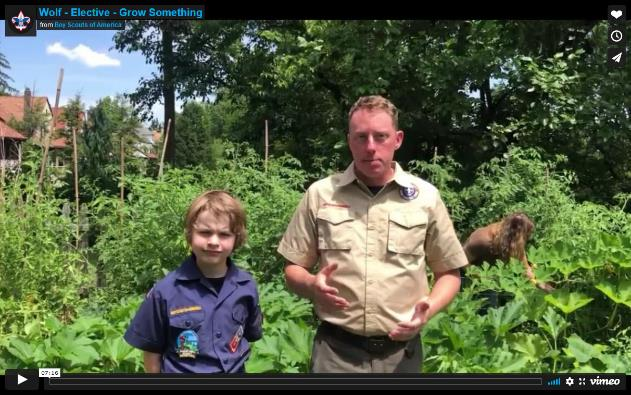 Wolf - Elective - Grow Something
from Boy Scouts of America
07:16
vimeo